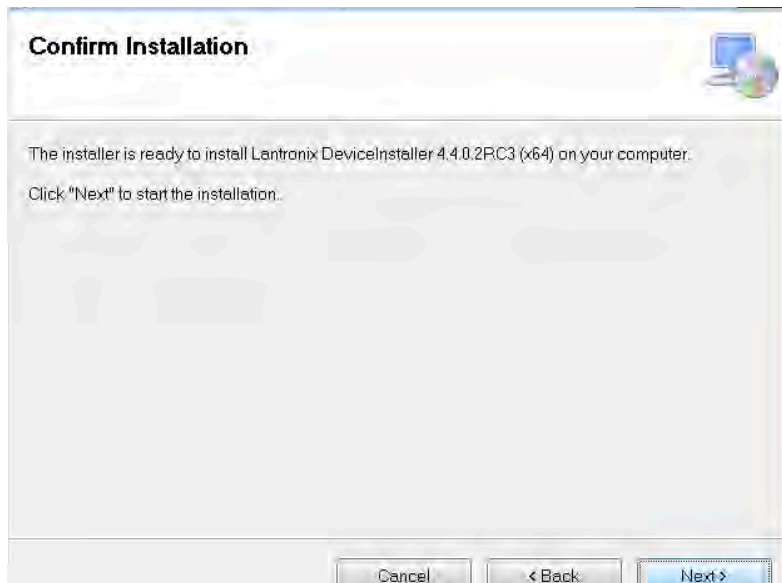 Confirm Installation
The installer is ready to install Lantronix DeviceInstaller 4.4.0.2RC3 (x64) on your computer.
Click "Next" to start the installation.
Cancel
< Back
Next >